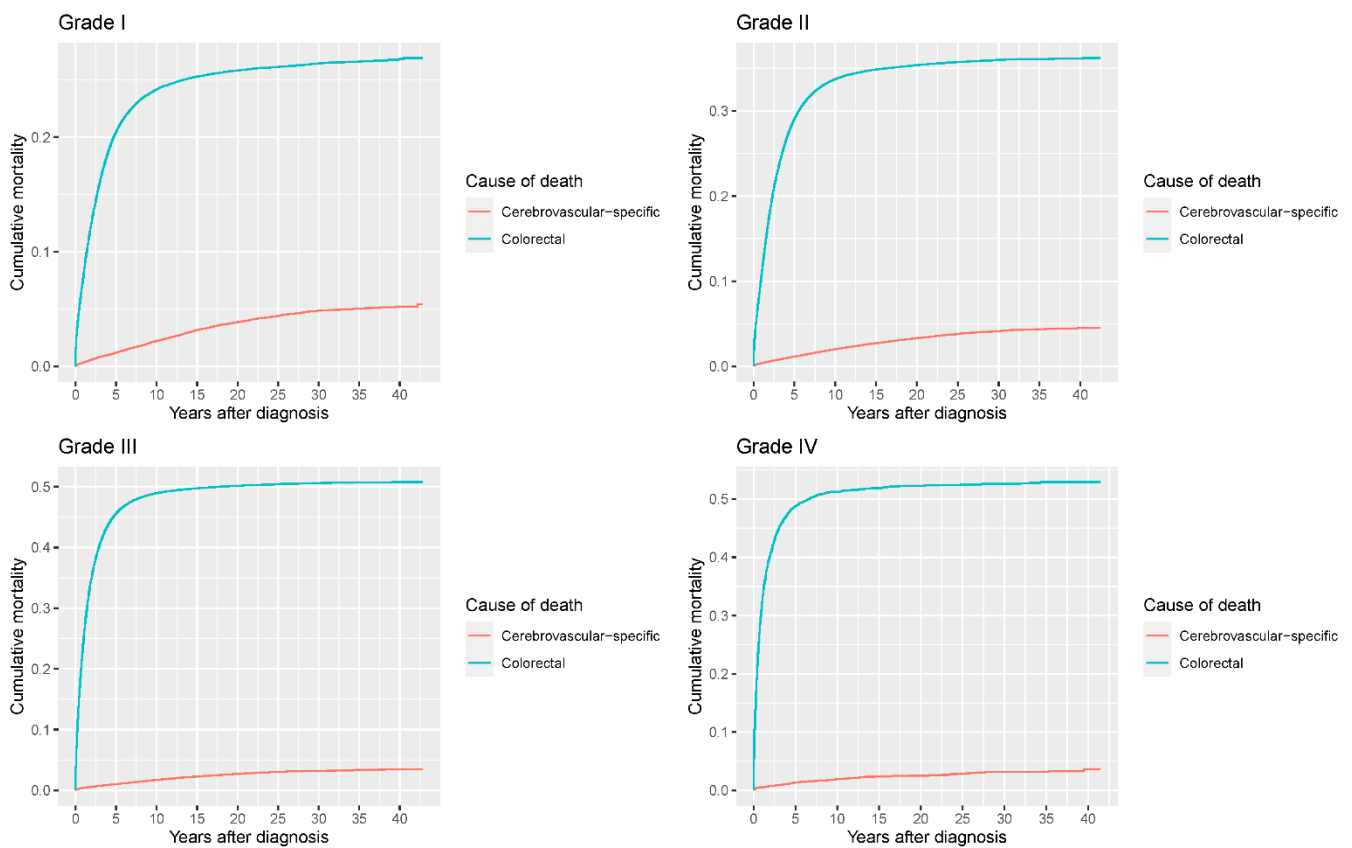 Grade I
Cumulative mortality
0.2
0.1
0.0
0 5 10 15 20 25 30 35 40
Years after diagnosis
Cause of death
Cerebrovascular−specific
Colorectal
Grade II
Cumulative mortality
0.3
0.2
0.1
0.0
0 5 10 15 20 25 30 35 40
Years after diagnosis
Cause of death
Cerebrovascular−specific
Colorectal
Grade III
Cumulative mortality
0.5
0.4
0.3
0.2
0.1
0.0
0 5 10 15 20 25 30 35 40
Years after diagnosis
Cause of death
Cerebrovascular−specific
Colorectal
Grade IV
Cumulative mortality
0.5
0.4
0.3
0.2
0.1
0.0
0 5 10 15 20 25 30 35 40
Years after diagnosis
Cause of death
Cerebrovascular−specific
Colorectal